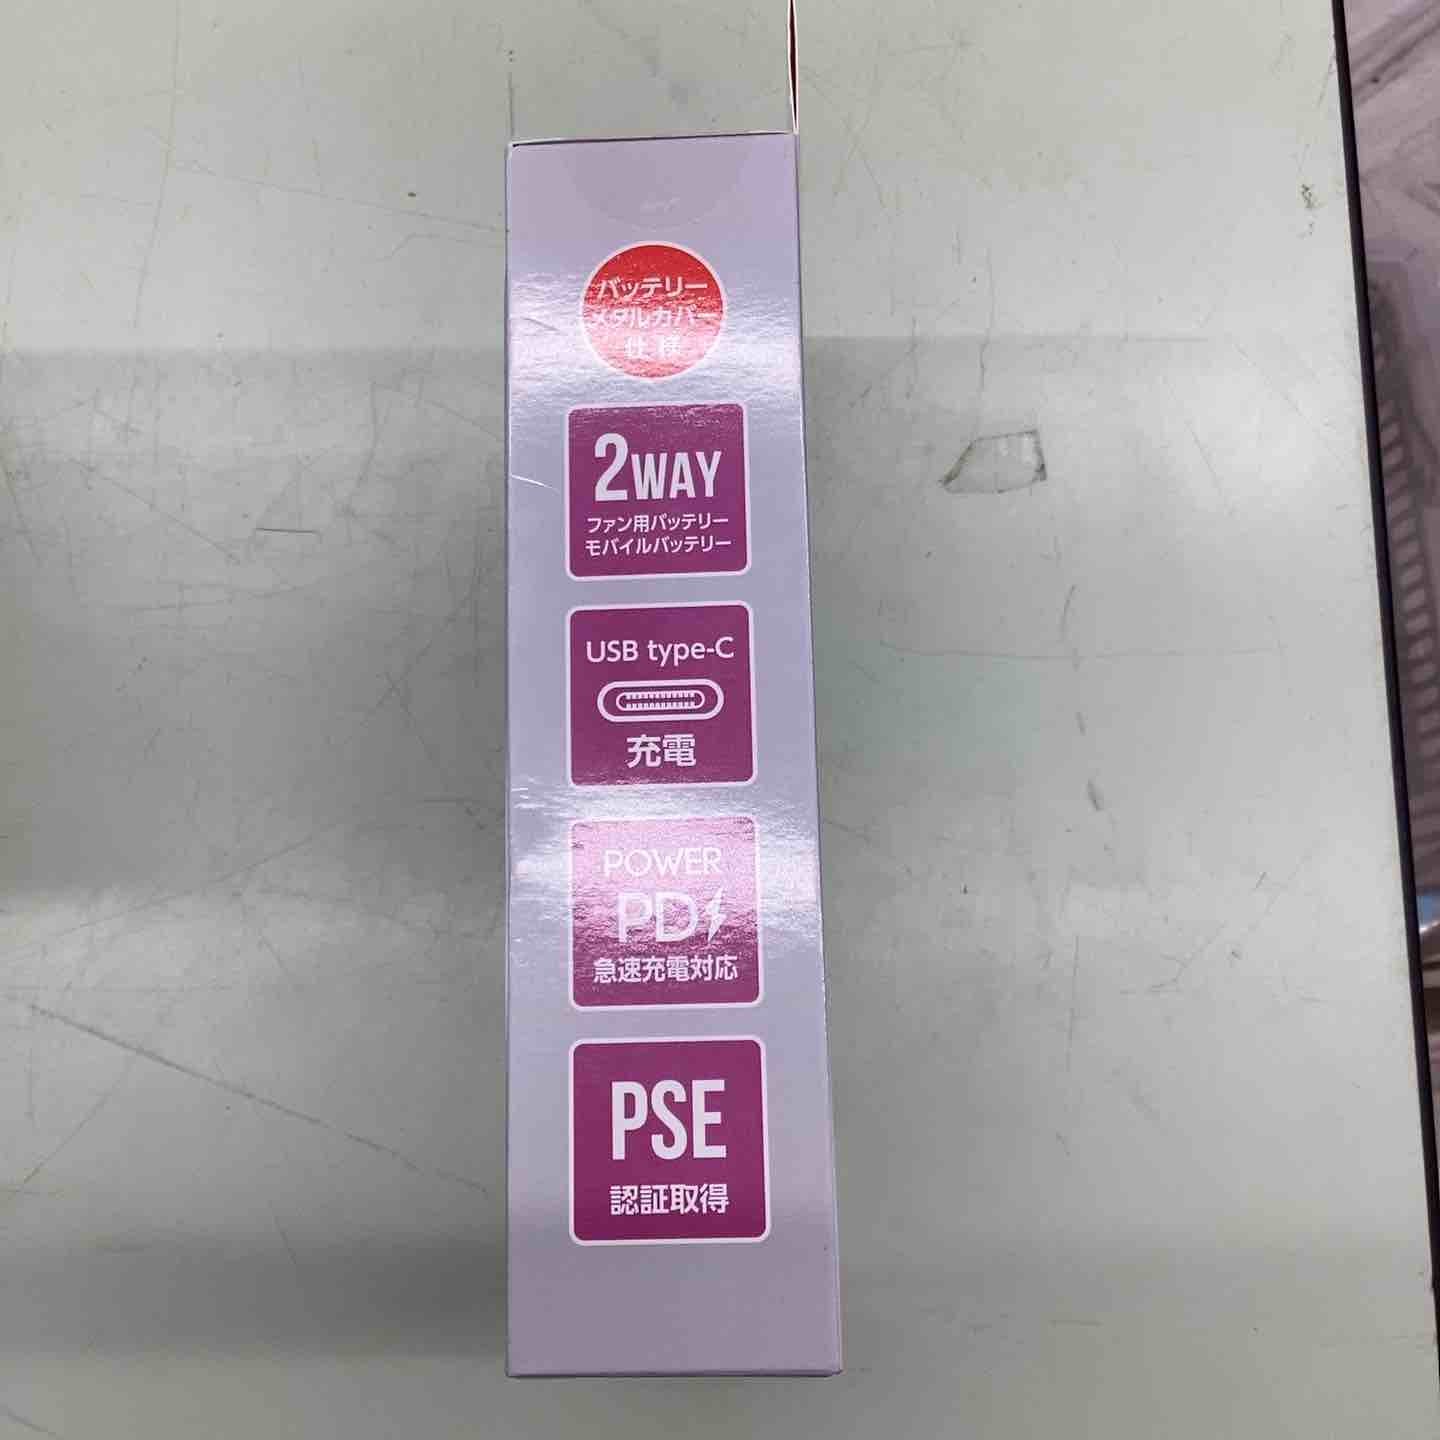 バッテリー
メタルカバー
仕様
2WAY
ファン用バッテリー
モバイルバッテリー
USB type-C
充電
POWER
PD
急速充電対応
PSE
認証取得